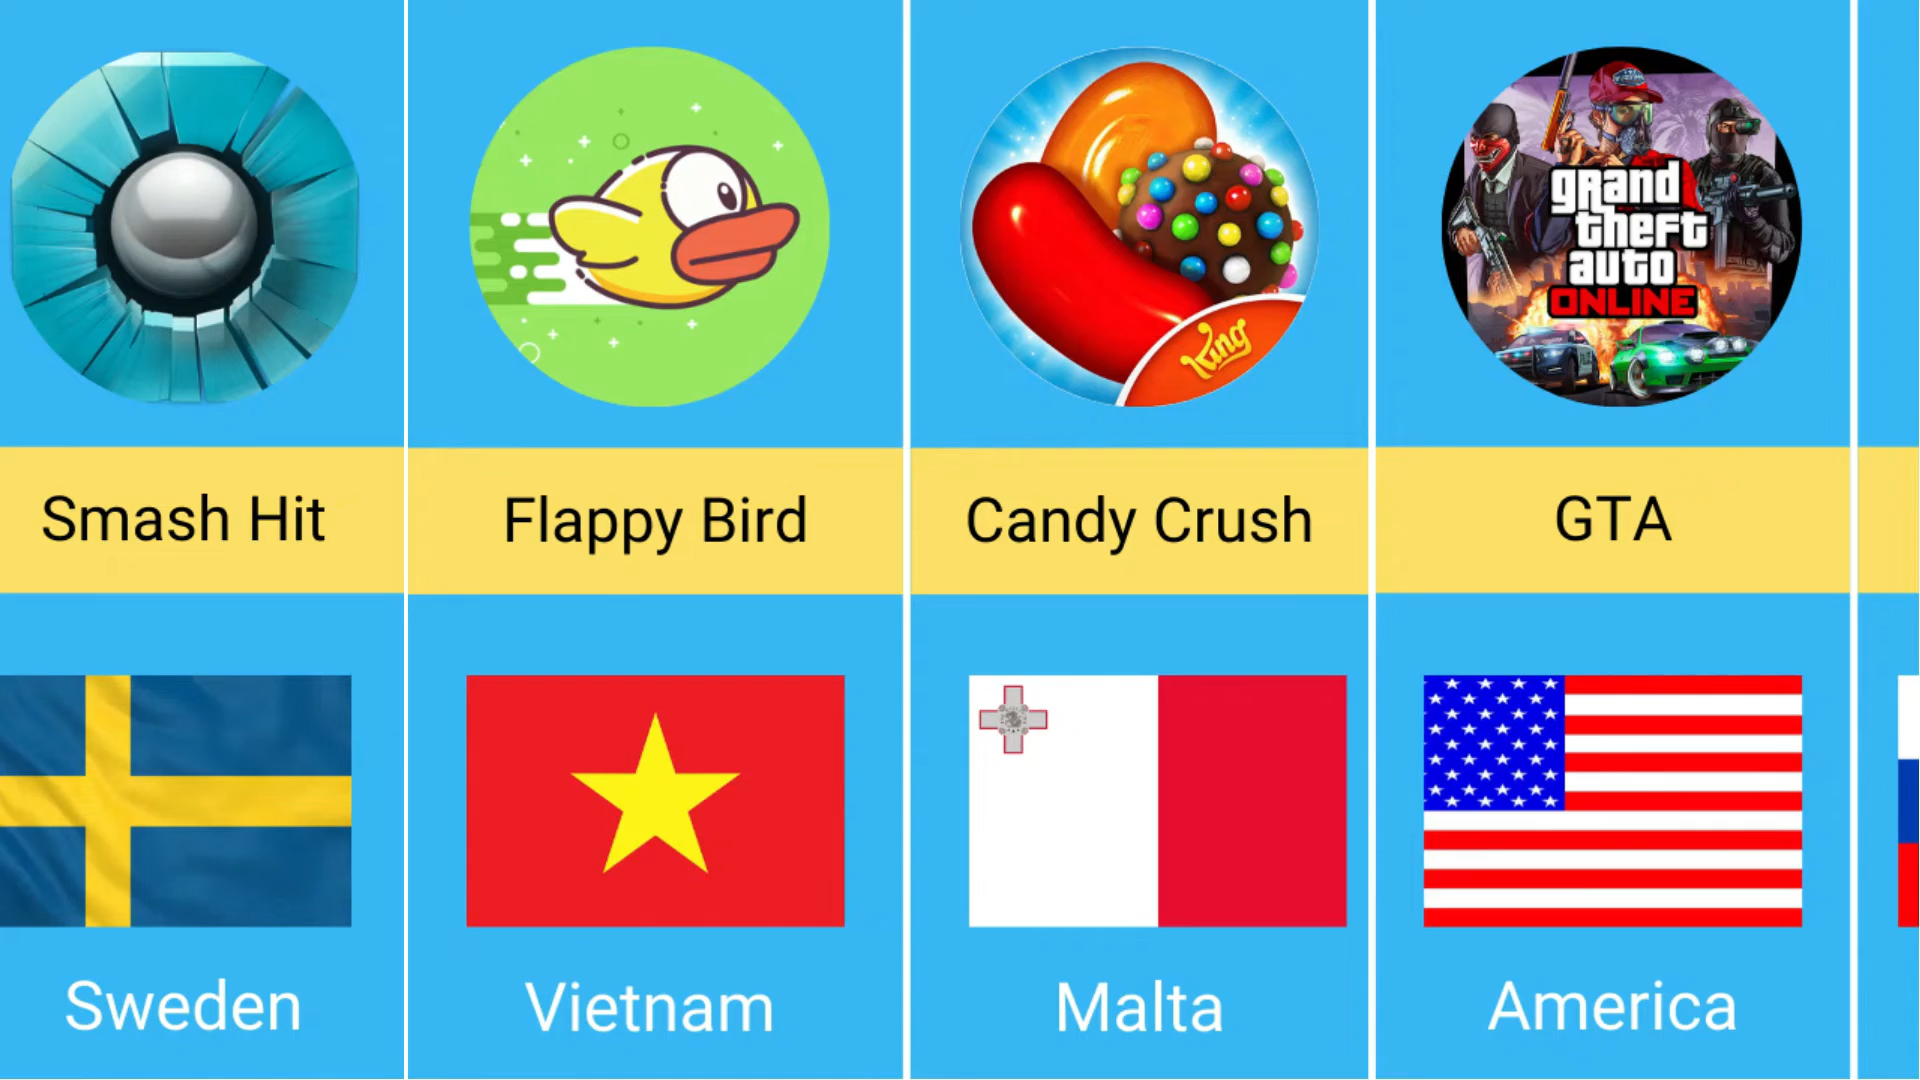 King
grand
theft
auto
ONLINE
Smash Hit
Flappy Bird
Candy Crush
GTA
Sweden
Vietnam
Malta
America